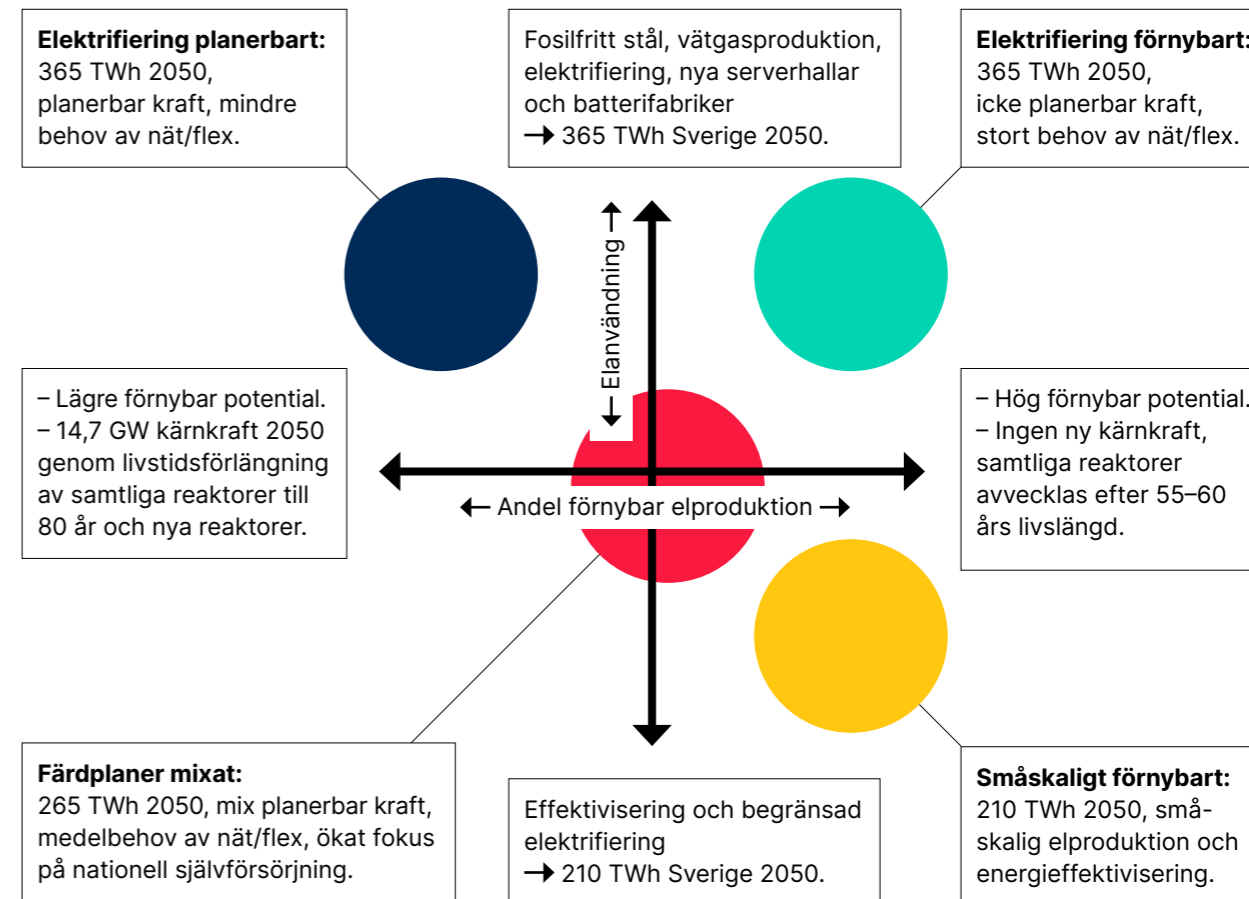 Elektrifiering planerbart:
365 TWh 2050,
planerbar kraft, mindre
behov av nät/flex.
Fosilfritt stål, vätgasproduktion,
elektrifiering, nya serverhallar
och batterifabriker
→ 365 TWh Sverige 2050.
Elektrifiering förnybart:
365 TWh 2050,
icke planerbar kraft,
stort behov av nät/flex.
← Elanvändning →
– Lägre förnybar potential.
– 14,7 GW kärnkraft 2050
genom livstidsförlängning
av samtliga reaktorer till
80 år och nya reaktorer.
← Andel förnybar elproduktion →
– Hög förnybar potential.
– Ingen ny kärnkraft,
samtliga reaktorer
avvecklas efter 55–60
års livslängd.
Färdplaner mixat:
265 TWh 2050, mix planerbar kraft,
medelbehov av nät/flex, ökat fokus
på nationell självförsörjning.
Effektivisering och begränsad
elektrifiering
→ 210 TWh Sverige 2050.
Småskaligt förnybart:
210 TWh 2050, små-
skalig elproduktion och
energieffektivisering.